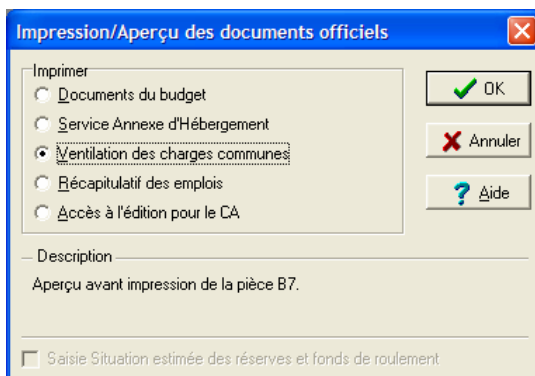 Impression/Aperçu des documents officiels
Imprimer
Documents du budget
Service Annexe d'Hébergement
Ventilation des charges communes
Récapitulatif des emplois
Accès à l'édition pour le CA
OK
Annuler
Aide
Description
Aperçu avant impression de la pièce B7.
Saisie Situation estimée des réserves et fonds de roulement